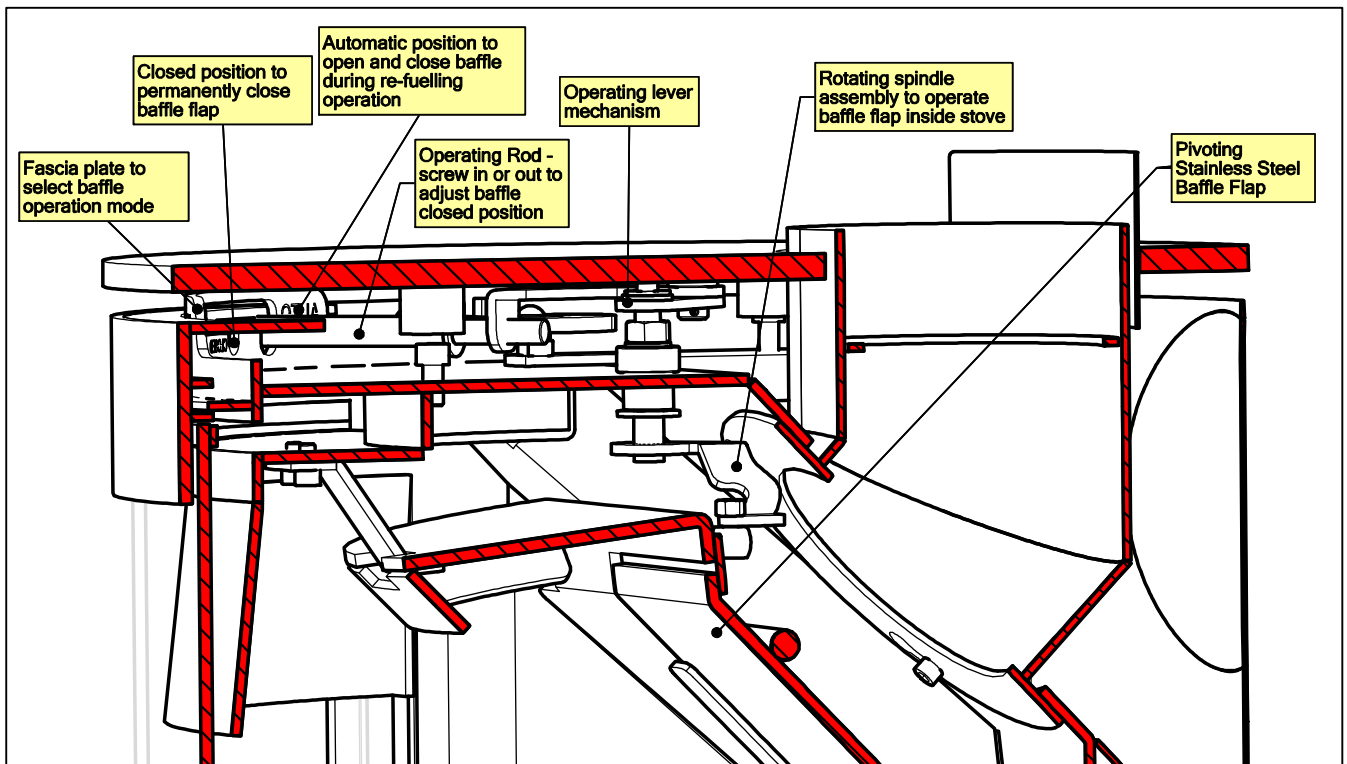 Automatic position to
open and close baffle
during re-fuelling
operation
Closed position to
permanently close
baffle flap
Operating lever
mechanism
Rotating spindle
assembly to operate
baffle flap inside stove
Fascia plate to
select baffle
operation mode
Operating Rod -
screw in or out to
adjust baffle
closed position
Pivoting
Stainless Steel
Baffle Flap